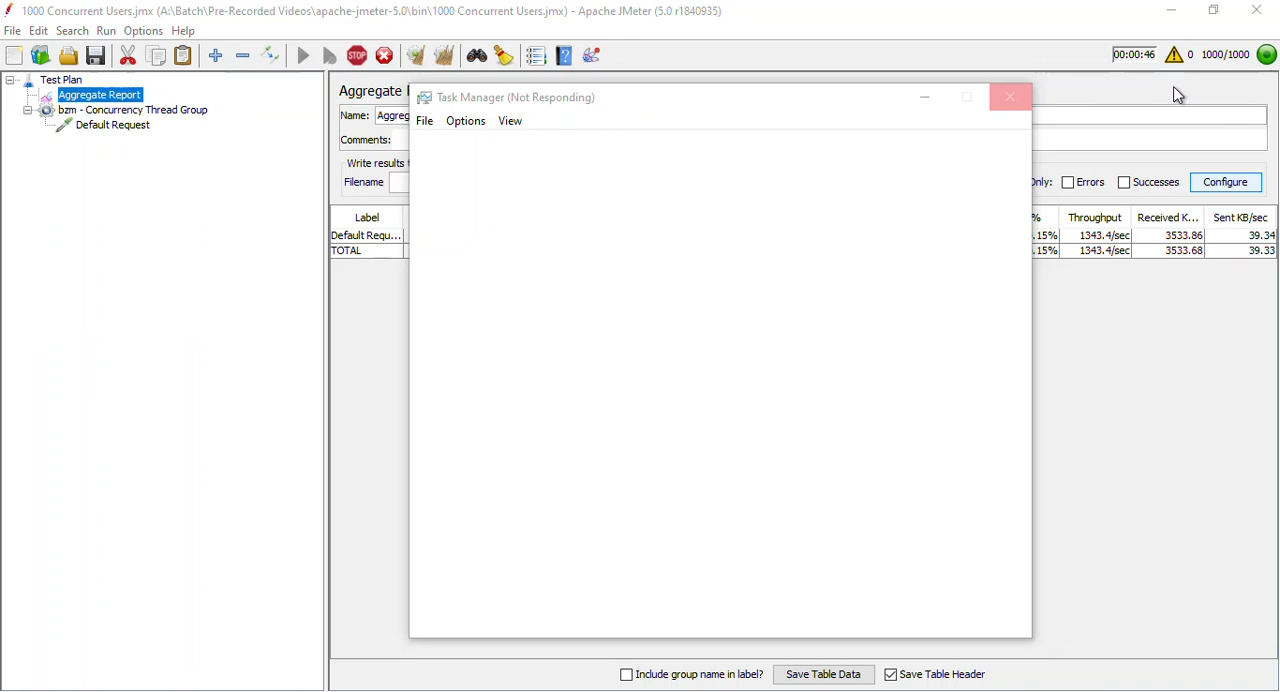 1000 Concurrent Users.jmx (A:\Batch\Pre-Recorded Videos\apache-jmeter-5.0\bin\1000 Concurrent Users.jmx) - Apache JMeter (5.0 r1840935)
File Edit Search Run Options Help
STOP
00:00:46 0 1000/1000
Test Plan
Aggregate Report
bzm - Concurrency Thread Group
Default Request
Aggregate
Name: Aggreg
Comments:
Write results
Filename
Only: Errors Successes Configure
Label % Throughput Received K... Sent KB/sec
Default Requ... .15% 1343.4/sec 3533.86 39.34
TOTAL .15% 1343.4/sec 3533.68 39.33
Task Manager (Not Responding)
File Options View
Include group name in label? Save Table Data Save Table Header